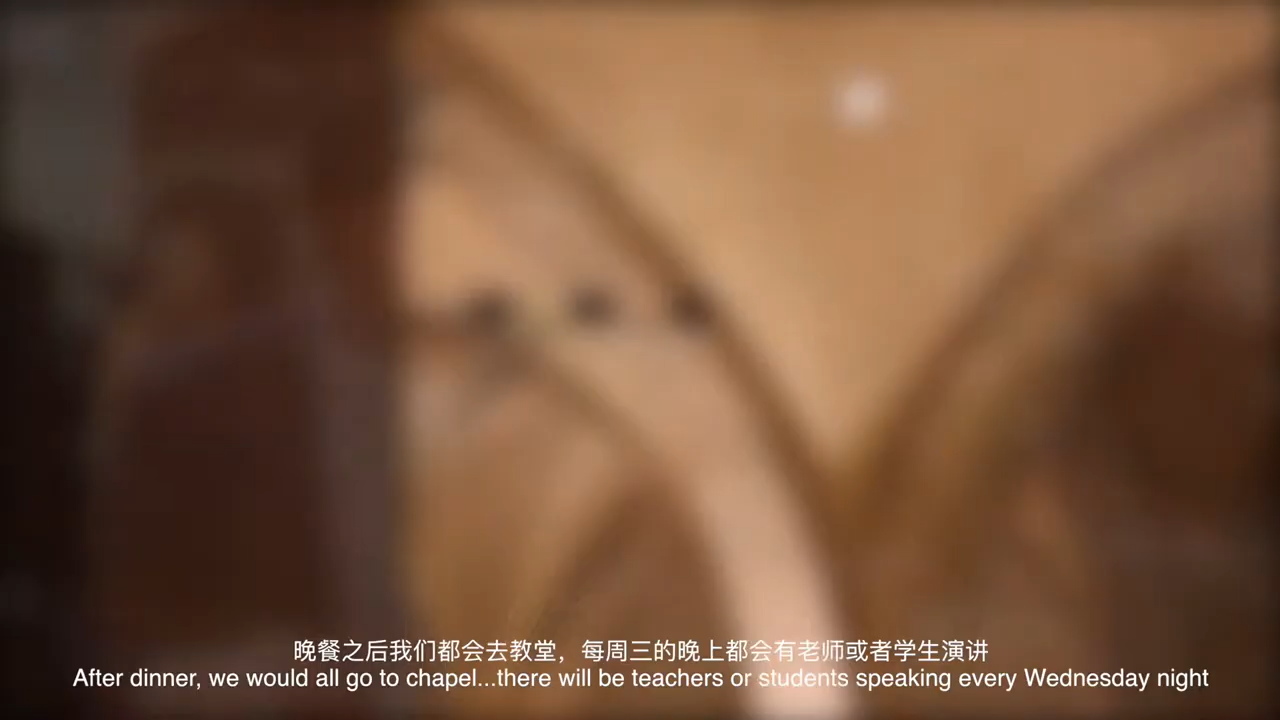 晚餐之后我们都会去教堂，每周三的晚上都会有老师或者学生演讲
After dinner, we would all go to chapel...there will be teachers or students speaking every Wednesday night